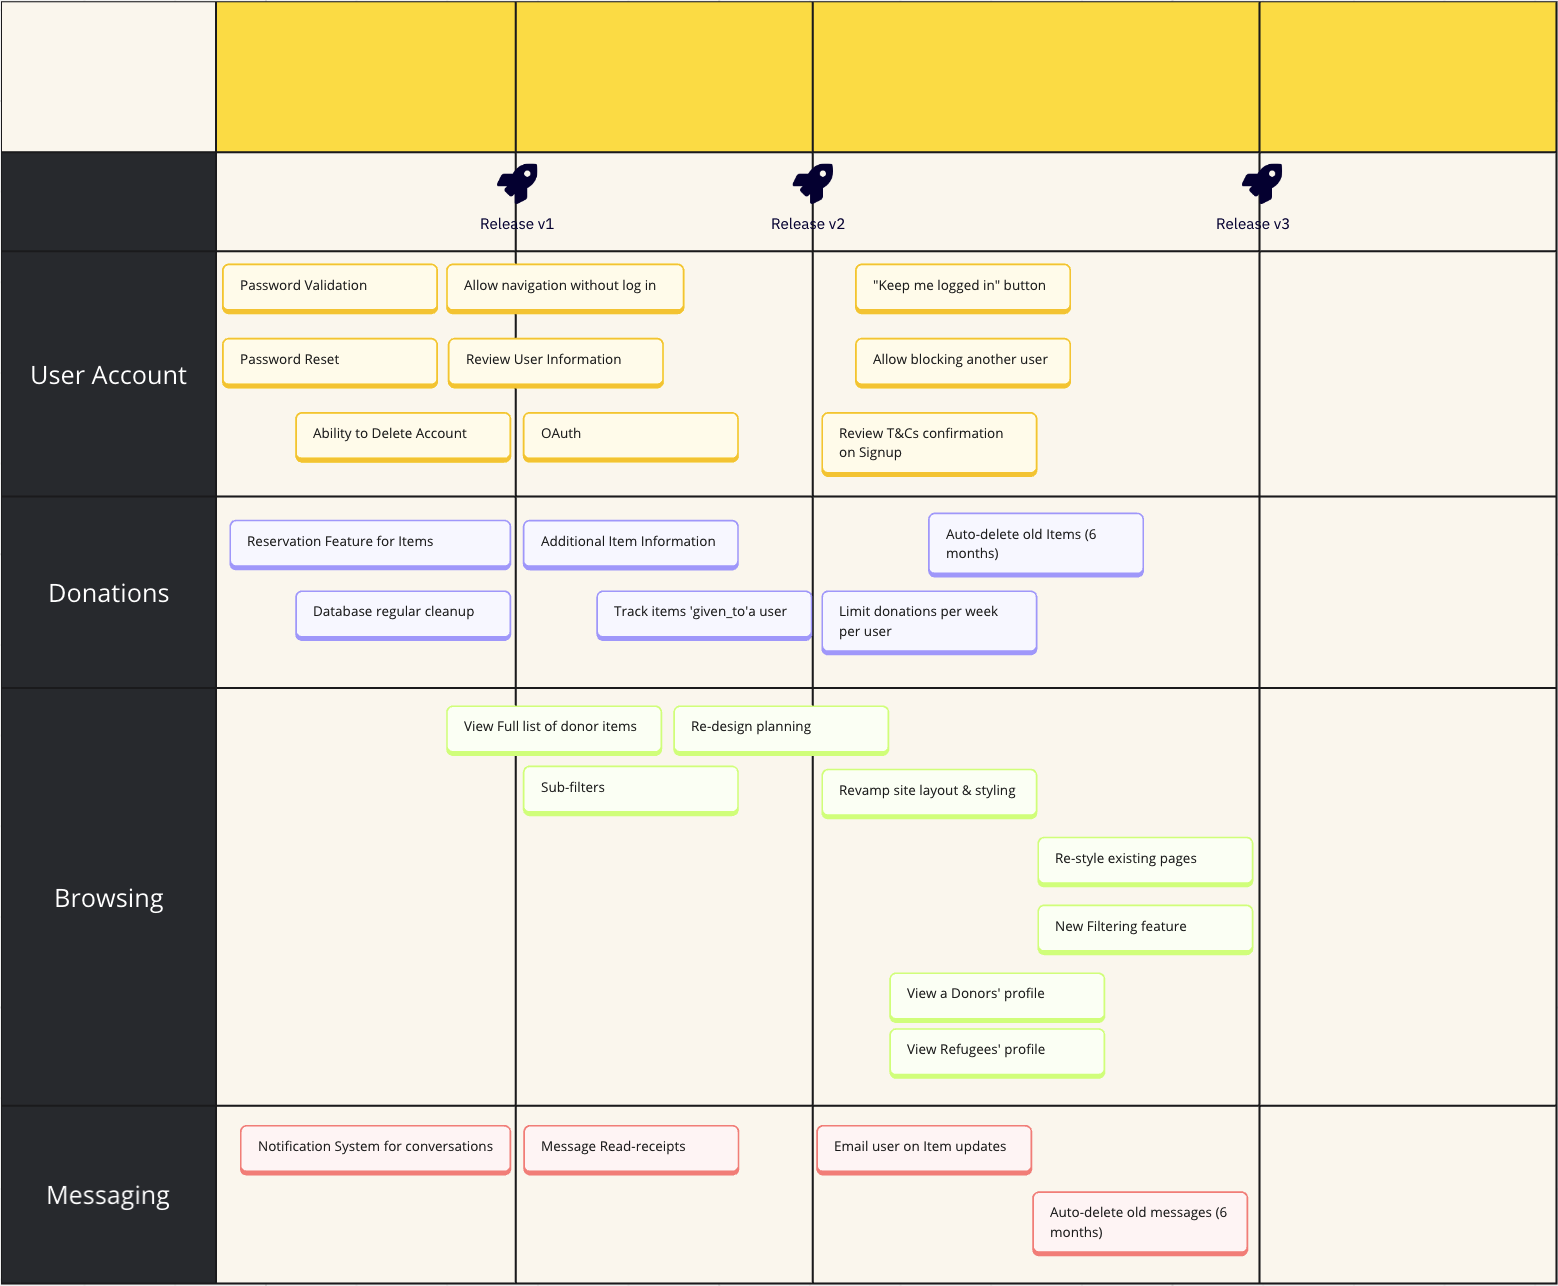 Release v1
Release v2
Release v3
User Account
Password Validation
Allow navigation without log in
"Keep me logged in" button
Password Reset
Review User Information
Allow blocking another user
Ability to Delete Account
OAuth
Review T&Cs confirmation
on Signup
Donations
Reservation Feature for Items
Additional Item Information
Auto-delete old Items (6
months)
Database regular cleanup
Track items 'given_to'a user
Limit donations per week
per user
Browsing
View Full list of donor items
Re-design planning
Sub-filters
Revamp site layout & styling
Re-style existing pages
New Filtering feature
View a Donors' profile
View Refugees' profile
Messaging
Notification System for conversations
Message Read-receipts
Email user on Item updates
Auto-delete old messages (6
months)